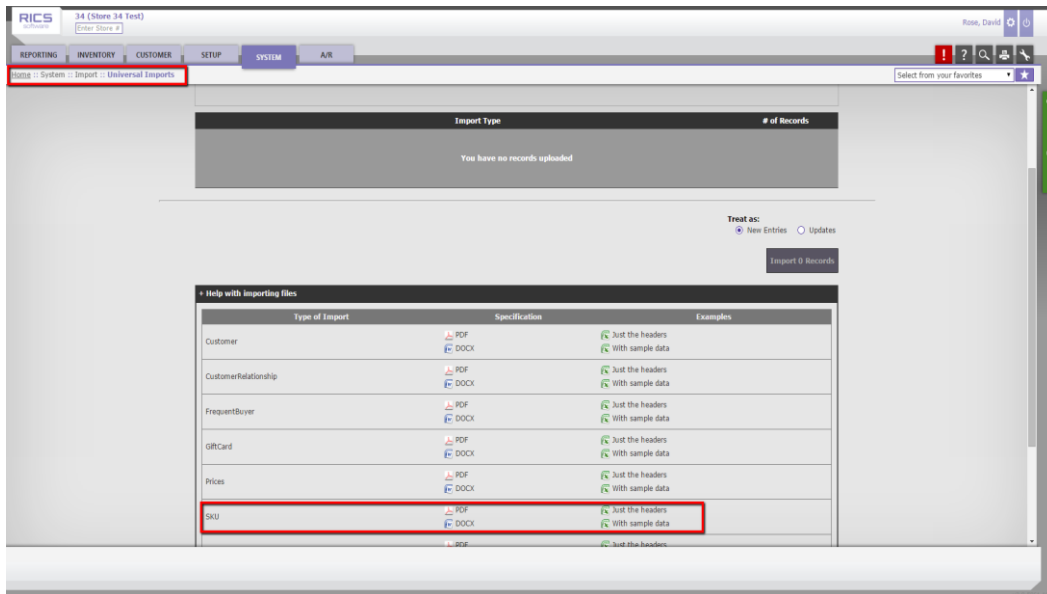 RICS
software
34 (Store 34 Test)
Enter Store #
Rose, David
REPORTING INVENTORY CUSTOMER SETUP SYSTEM A/R
! ?
Home :: System :: Import :: Universal Imports
Select from your favorites
Import Type # of Records
You have no records uploaded
Treat as:
New Entries Updates
Import 0 Records
+ Help with importing files
Type of Import Specification Examples
Customer
PDF
DOCX
Just the headers
With sample data
CustomerRelationship
PDF
DOCX
Just the headers
With sample data
FrequentBuyer
PDF
DOCX
Just the headers
With sample data
GiftCard
PDF
DOCX
Just the headers
With sample data
Prices
PDF
DOCX
Just the headers
With sample data
SKU
PDF
DOCX
Just the headers
With sample data
PDF
Just the headers